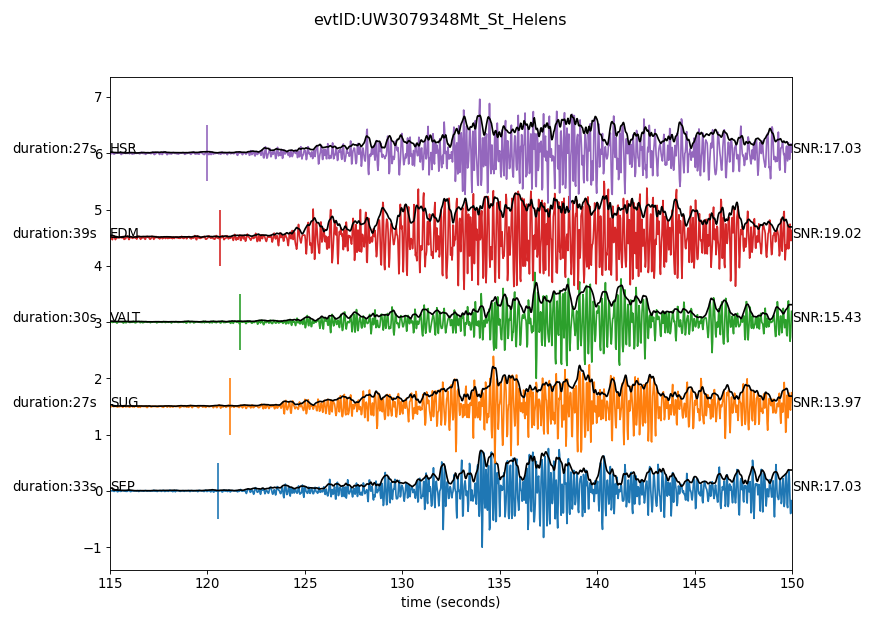 evtID:UW3079348Mt_St_Helens
7
duration:27s HSR SNR:17.03
6
5
duration:39s EDM SNR:19.02
4
duration:30s VALT SNR:15.43
3
2
duration:27s SUG SNR:13.97
1
duration:33s SEP SNR:17.03
0
−1
115 120 125 130 135 140 145 150
time (seconds)